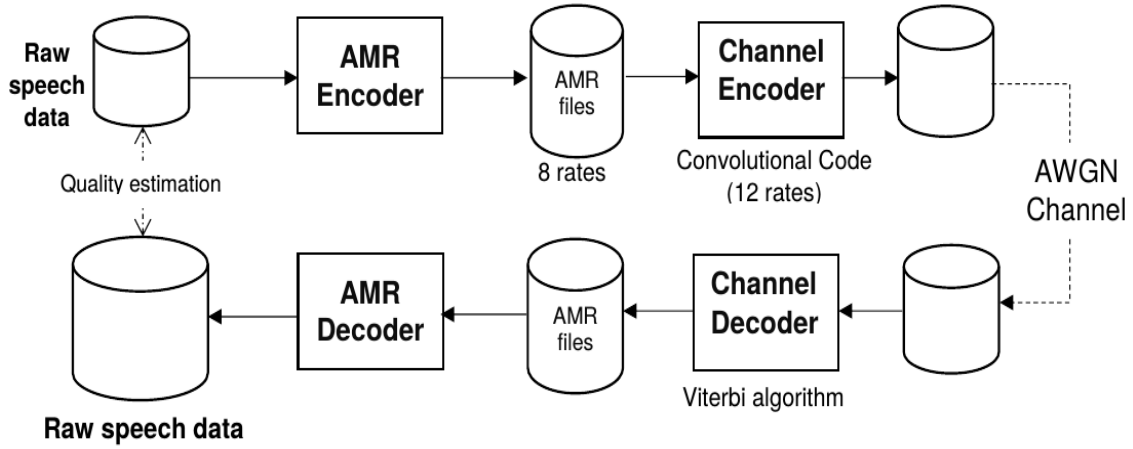 Raw
speech
data
AMR
Encoder
AMR
files
8 rates
Channel
Encoder
Convolutional Code
(12 rates)
AWGN
Channel
Quality estimation
AMR
Decoder
AMR
files
Channel
Decoder
Viterbi algorithm
Raw speech data